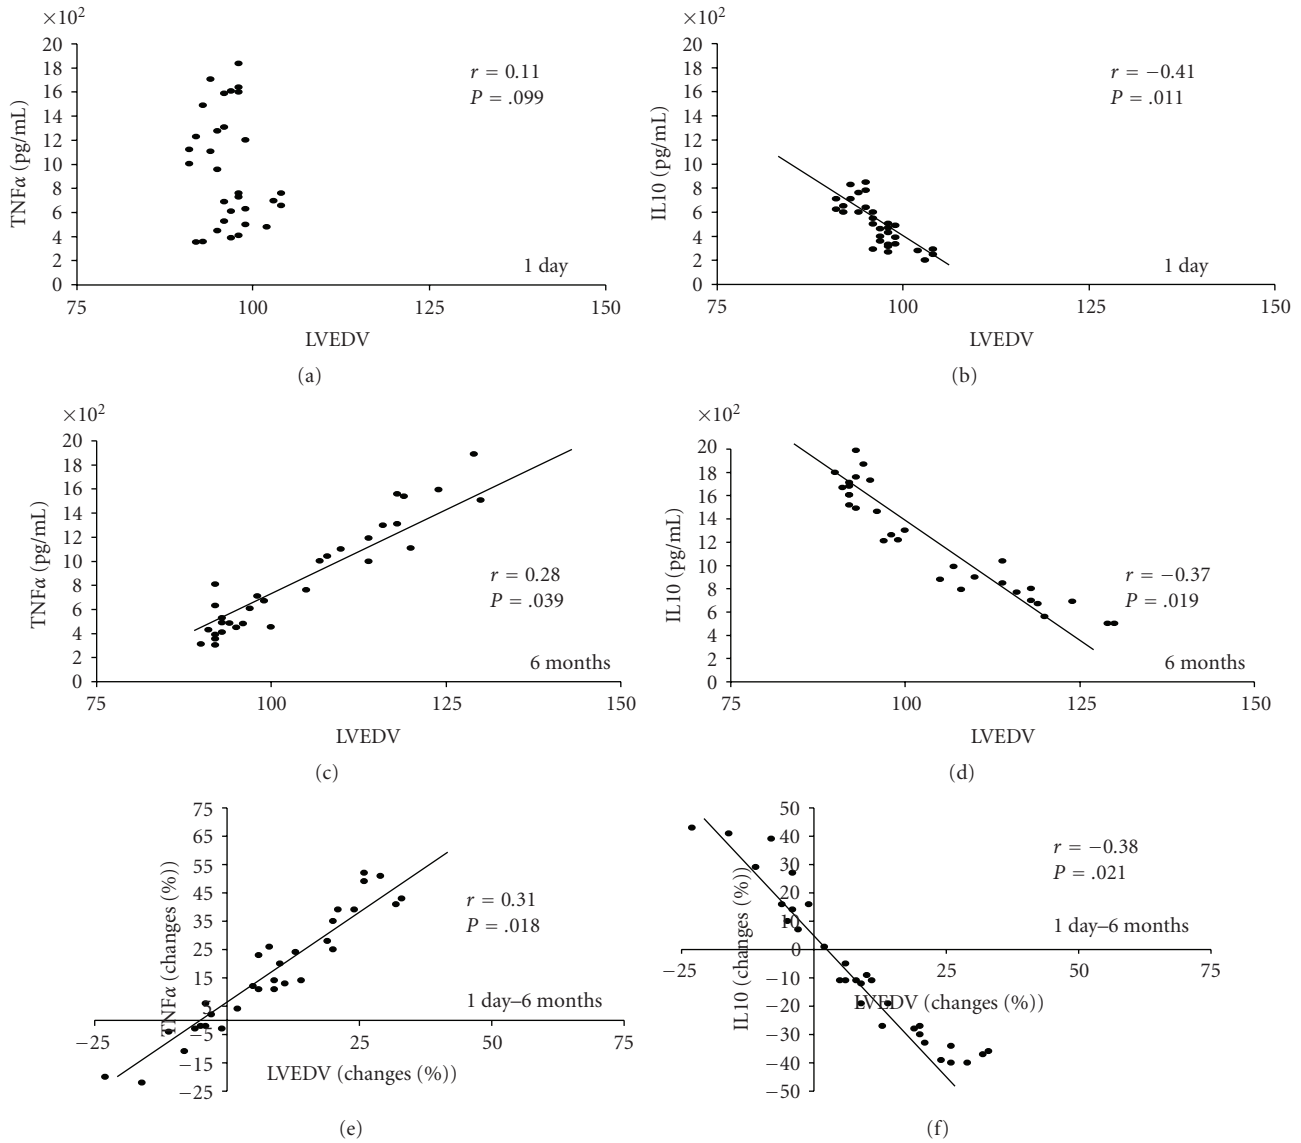 ×10²
20
18
16
14
12
10
8
6
4
2
0
TNFα (pg/mL)
r = 0.11
P = .099
1 day
75 100 125 150
LVEDV
(a)
×10²
20
18
16
14
12
10
8
6
4
2
0
IL10 (pg/mL)
r = −0.41
P = .011
1 day
75 100 125 150
LVEDV
(b)
×10²
20
18
16
14
12
10
8
6
4
2
0
TNFα (pg/mL)
r = 0.28
P = .039
6 months
75 100 125 150
LVEDV
(c)
×10²
20
18
16
14
12
10
8
6
4
2
0
IL10 (pg/mL)
r = −0.37
P = .019
6 months
75 100 125 150
LVEDV
(d)
75
65
55
45
35
25
15
5
−15
−25
TNFα (changes (%))
r = 0.31
P = .018
1 day–6 months
−25 25 50 75
LVEDV (changes (%))
(e)
50
40
30
20
10
0
−10
−20
−30
−40
−50
IL10 (changes (%))
r = −0.38
P = .021
1 day–6 months
−25 25 50 75
LVEDV (changes (%))
(f)